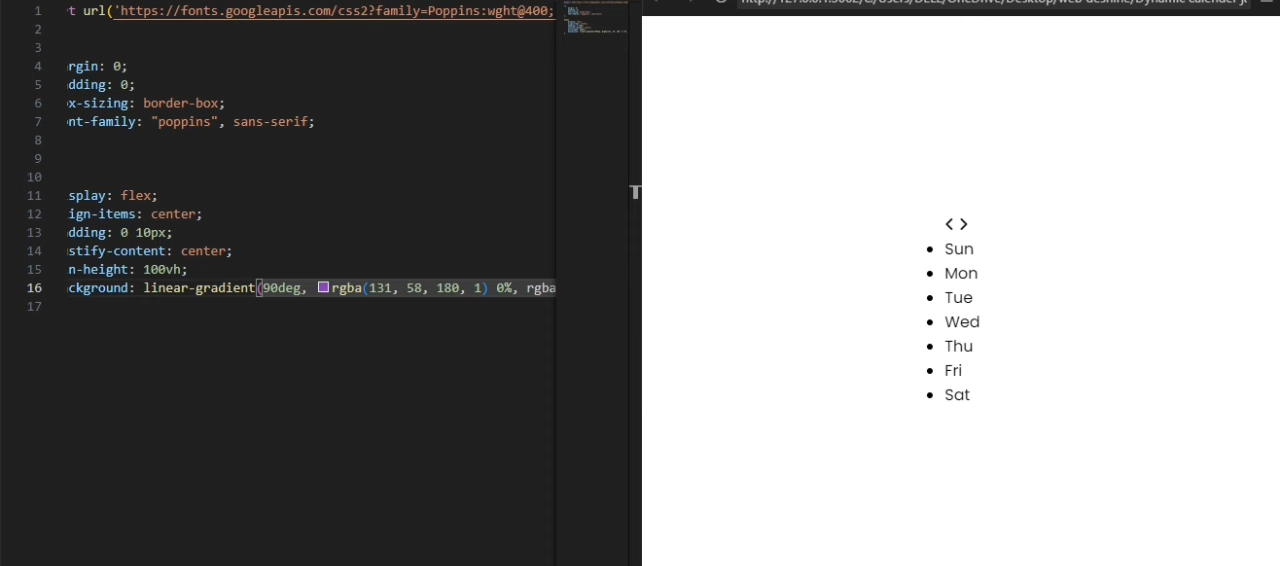 1 rt url('https://fonts.googleapis.com/css2?family=Poppins:wght@400;
2
3
4 rgin: 0;
5 dding: 0;
6 x-sizing: border-box;
7 nt-family: "poppins", sans-serif;
8
9
10
11 splay: flex;
12 ign-items: center;
13 dding: 0 10px;
14 stify-content: center;
15 n-height: 100vh;
16 ckground: linear-gradient(90deg, rgba(131, 58, 180, 1) 0%, rgba
17
T
< >
Sun
Mon
Tue
Wed
Thu
Fri
Sat